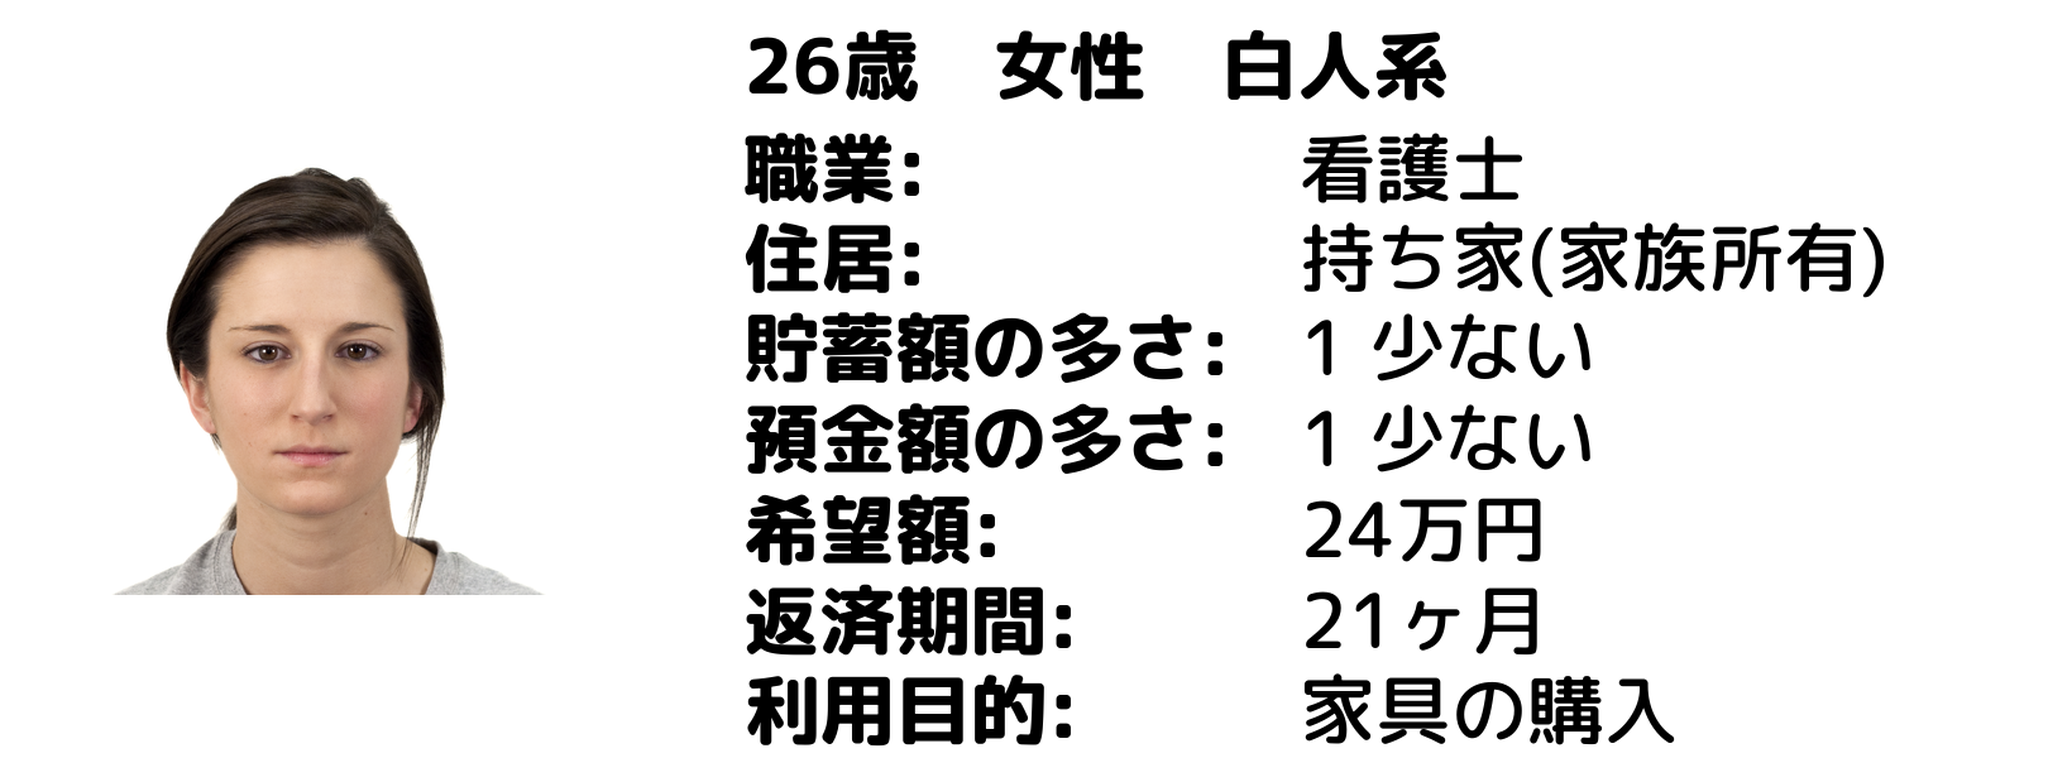 26歳　女性　白人系
職業: 看護士
住居: 持ち家(家族所有)
貯蓄額の多さ: 1 少ない
預金額の多さ: 1 少ない
希望額: 24万円
返済期間: 21ヶ月
利用目的: 家具の購入